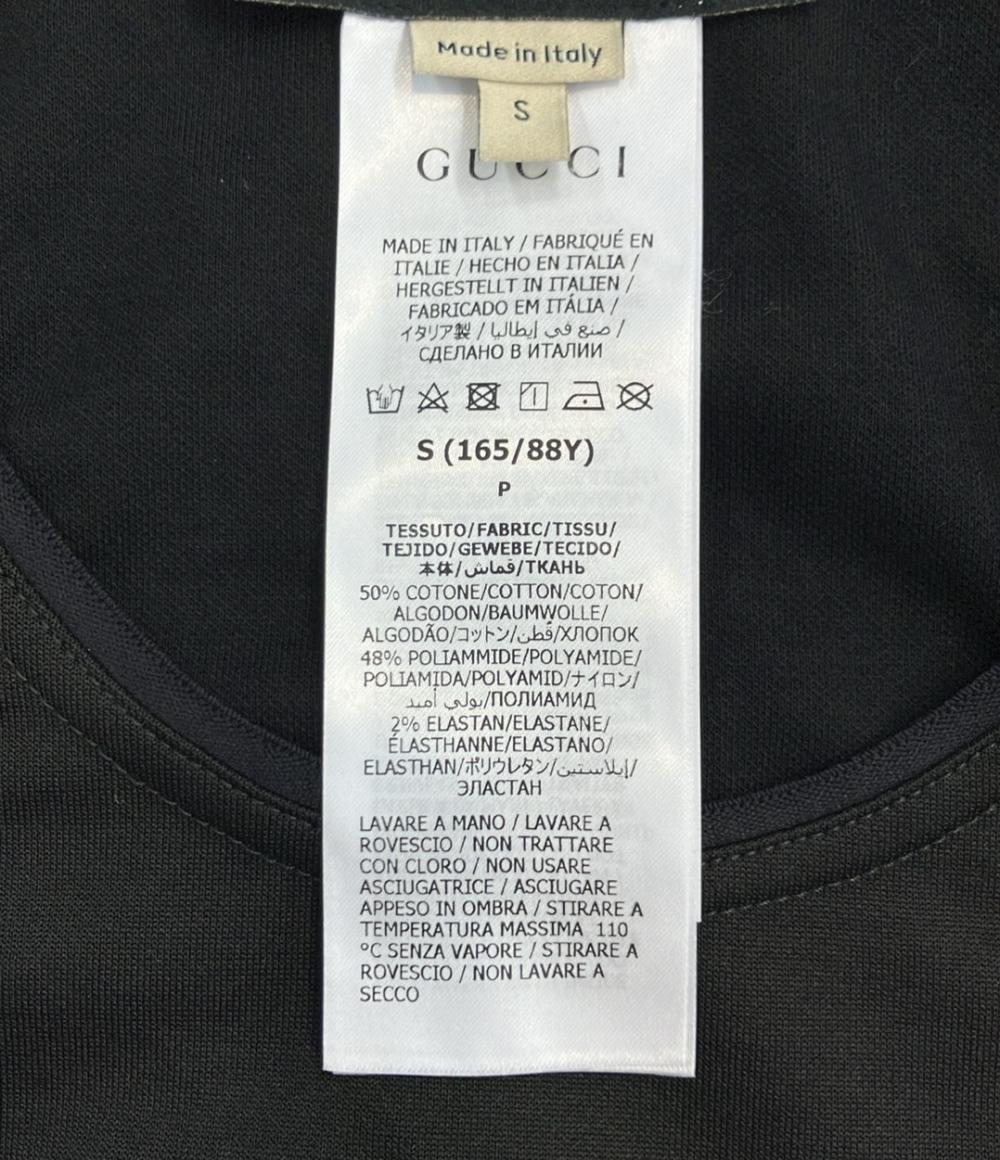 Made in Italy
S
GUCCI
MADE IN ITALY / FABRIQUÉ EN
ITALIE / HECHO EN ITALIA /
HERGESTELLT IN ITALIEN /
FABRICADO EM ITÁLIA /
イタリア製 / صنع في إيطاليا /
СДЕЛАНО В ИТАЛИИ
S (165/88Y)
P
TESSUTO/FABRIC/TISSU/
TEJIDO/GEWEBE/TECIDO/
本体/قماش/ТКАНЬ
50% COTONE/COTTON/COTON/
ALGODON/BAUMWOLLE/
ALGODÃO/コットン/قطن/ХЛОПОК
48% POLIAMMIDE/POLYAMIDE/
POLIAMIDA/POLYAMID/ナイロン/
بولي أميد/ПОЛИАМИД
2% ELASTAN/ELASTANE/
ÉLASTHANNE/ELASTANO/
ELASTHAN/ポリウレタン/إيلاستين/
ЭЛАСТАН
LAVARE A MANO / LAVARE A
ROVESCIO / NON TRATTARE
CON CLORO / NON USARE
ASCIUGATRICE / ASCIUGARE
APPESO IN OMBRA / STIRARE A
TEMPERATURA MASSIMA 110
°C SENZA VAPORE / STIRARE A
ROVESCIO / NON LAVARE A
SECCO